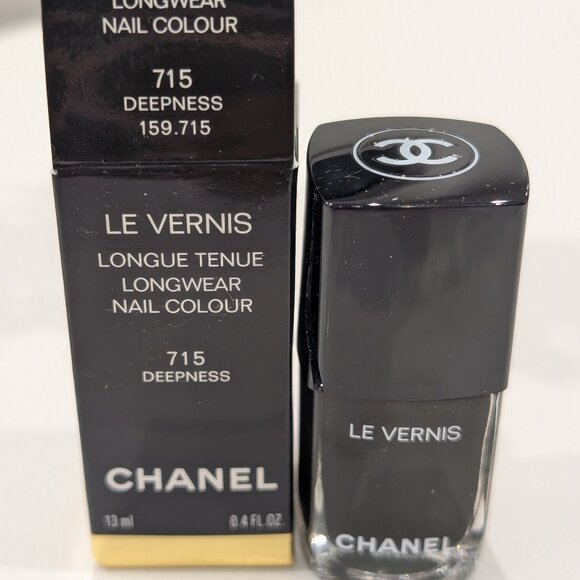 LONGWEAR
NAIL COLOUR
715
DEEPNESS
159.715
LE VERNIS
LONGUE TENUE
LONGWEAR
NAIL COLOUR
715
DEEPNESS
CHANEL
13 ml 0.4 FL.OZ.
LE VERNIS
CHANEL